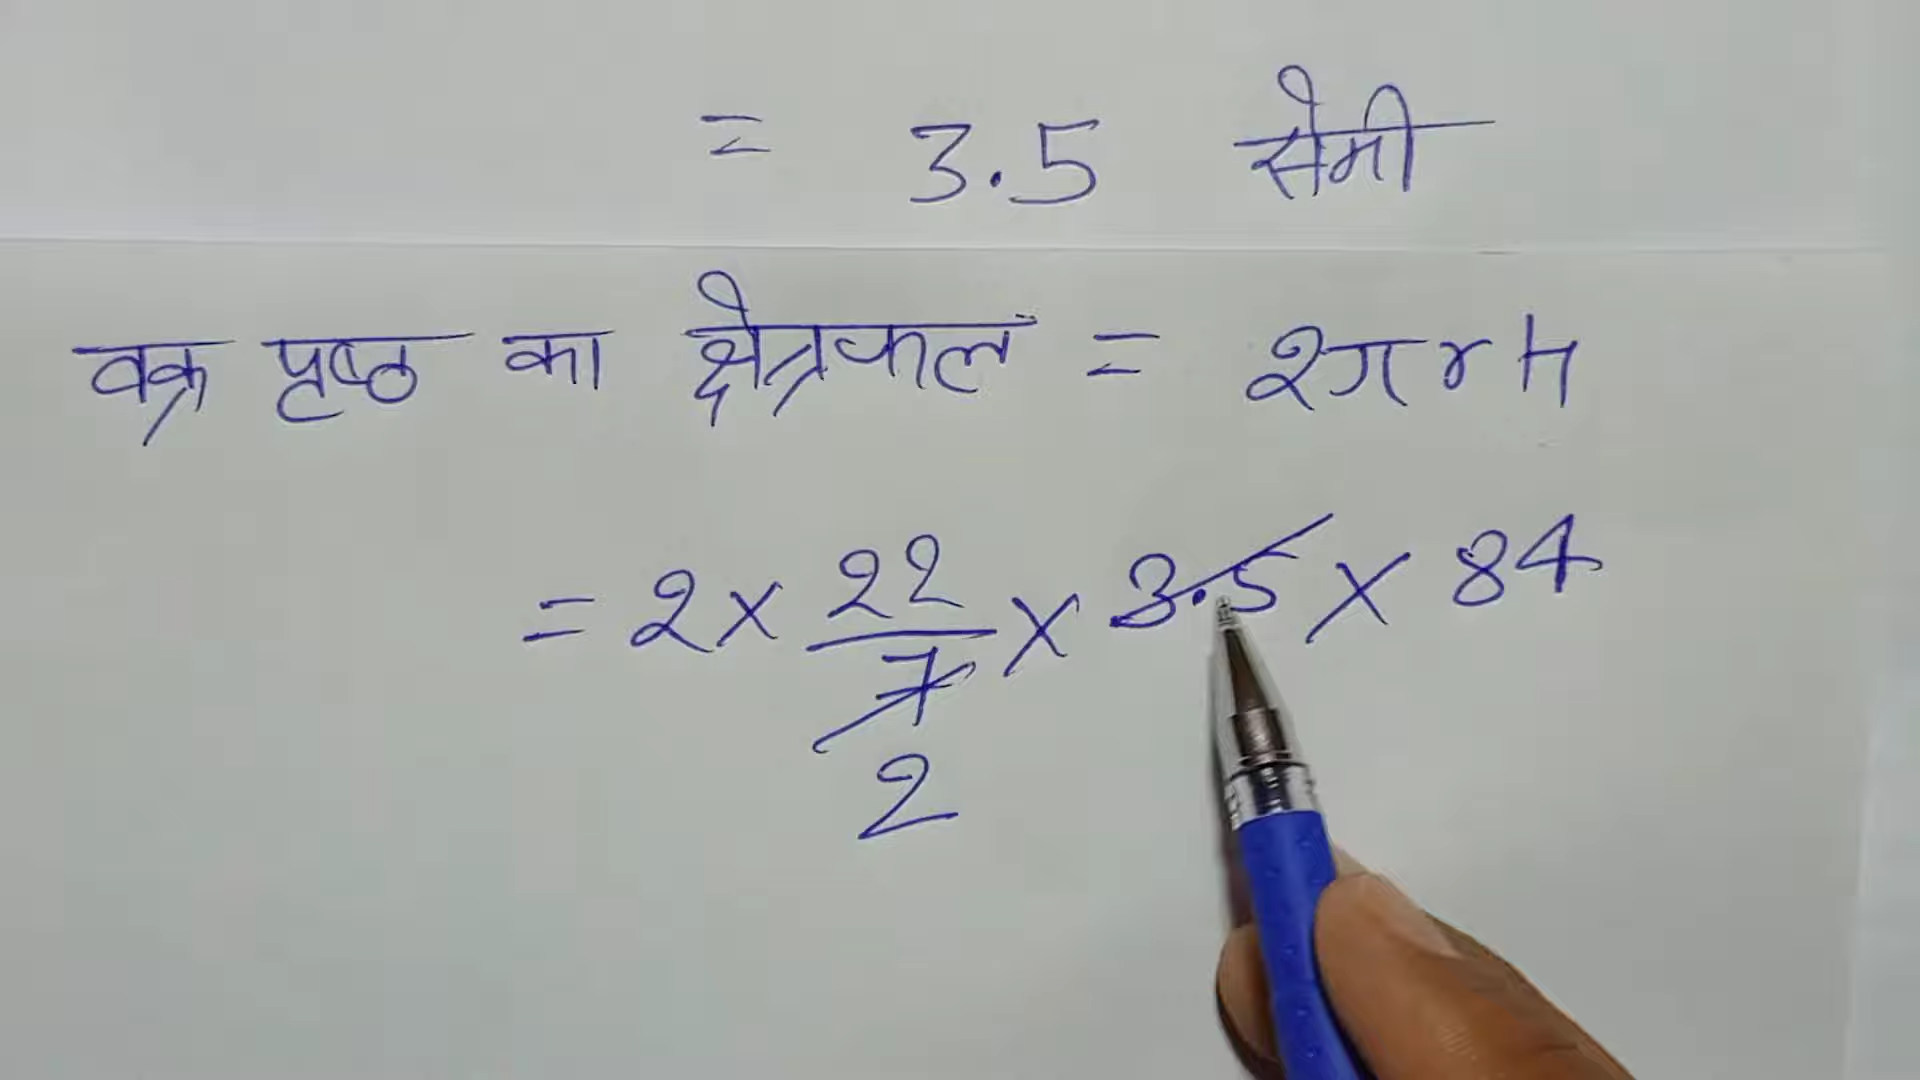 = 3.5 सेमी
वक्र पृष्ठ का क्षेत्रफल = 2πrh
= 2 × 22/7 × 3.5 × 84
2